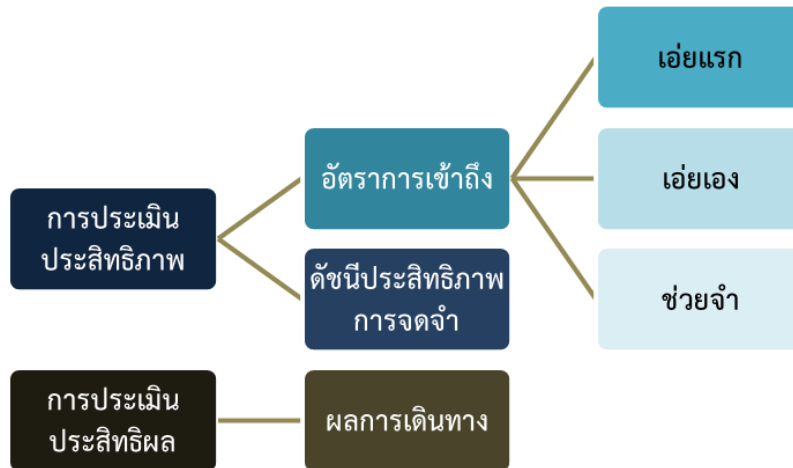 การประเมิน
ประสิทธิภาพ
อัตราการเข้าถึง
เอ่ยแรก
เอ่ยเอง
ช่วยจำ
ดัชนีประสิทธิภาพ
การจดจำ
การประเมิน
ประสิทธิผล
ผลการเดินทาง